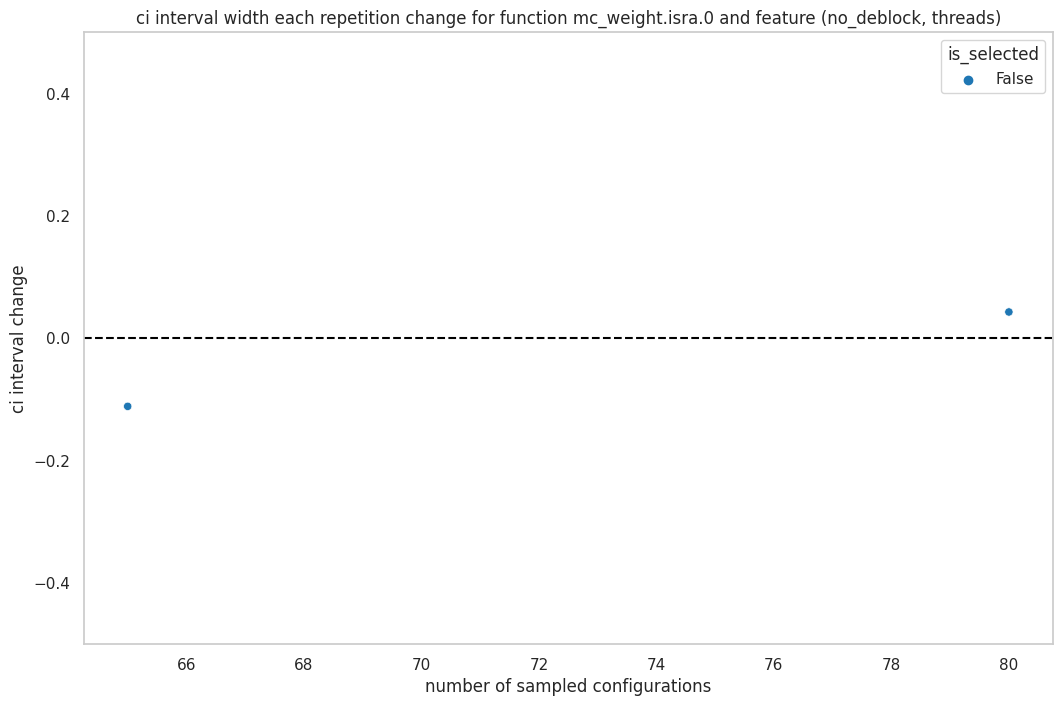 ci interval width each repetition change for function mc_weight.isra.0 and feature (no_deblock, threads)
is_selected
False
ci interval change
0.4
0.2
0.0
−0.2
−0.4
66 68 70 72 74 76 78 80
number of sampled configurations